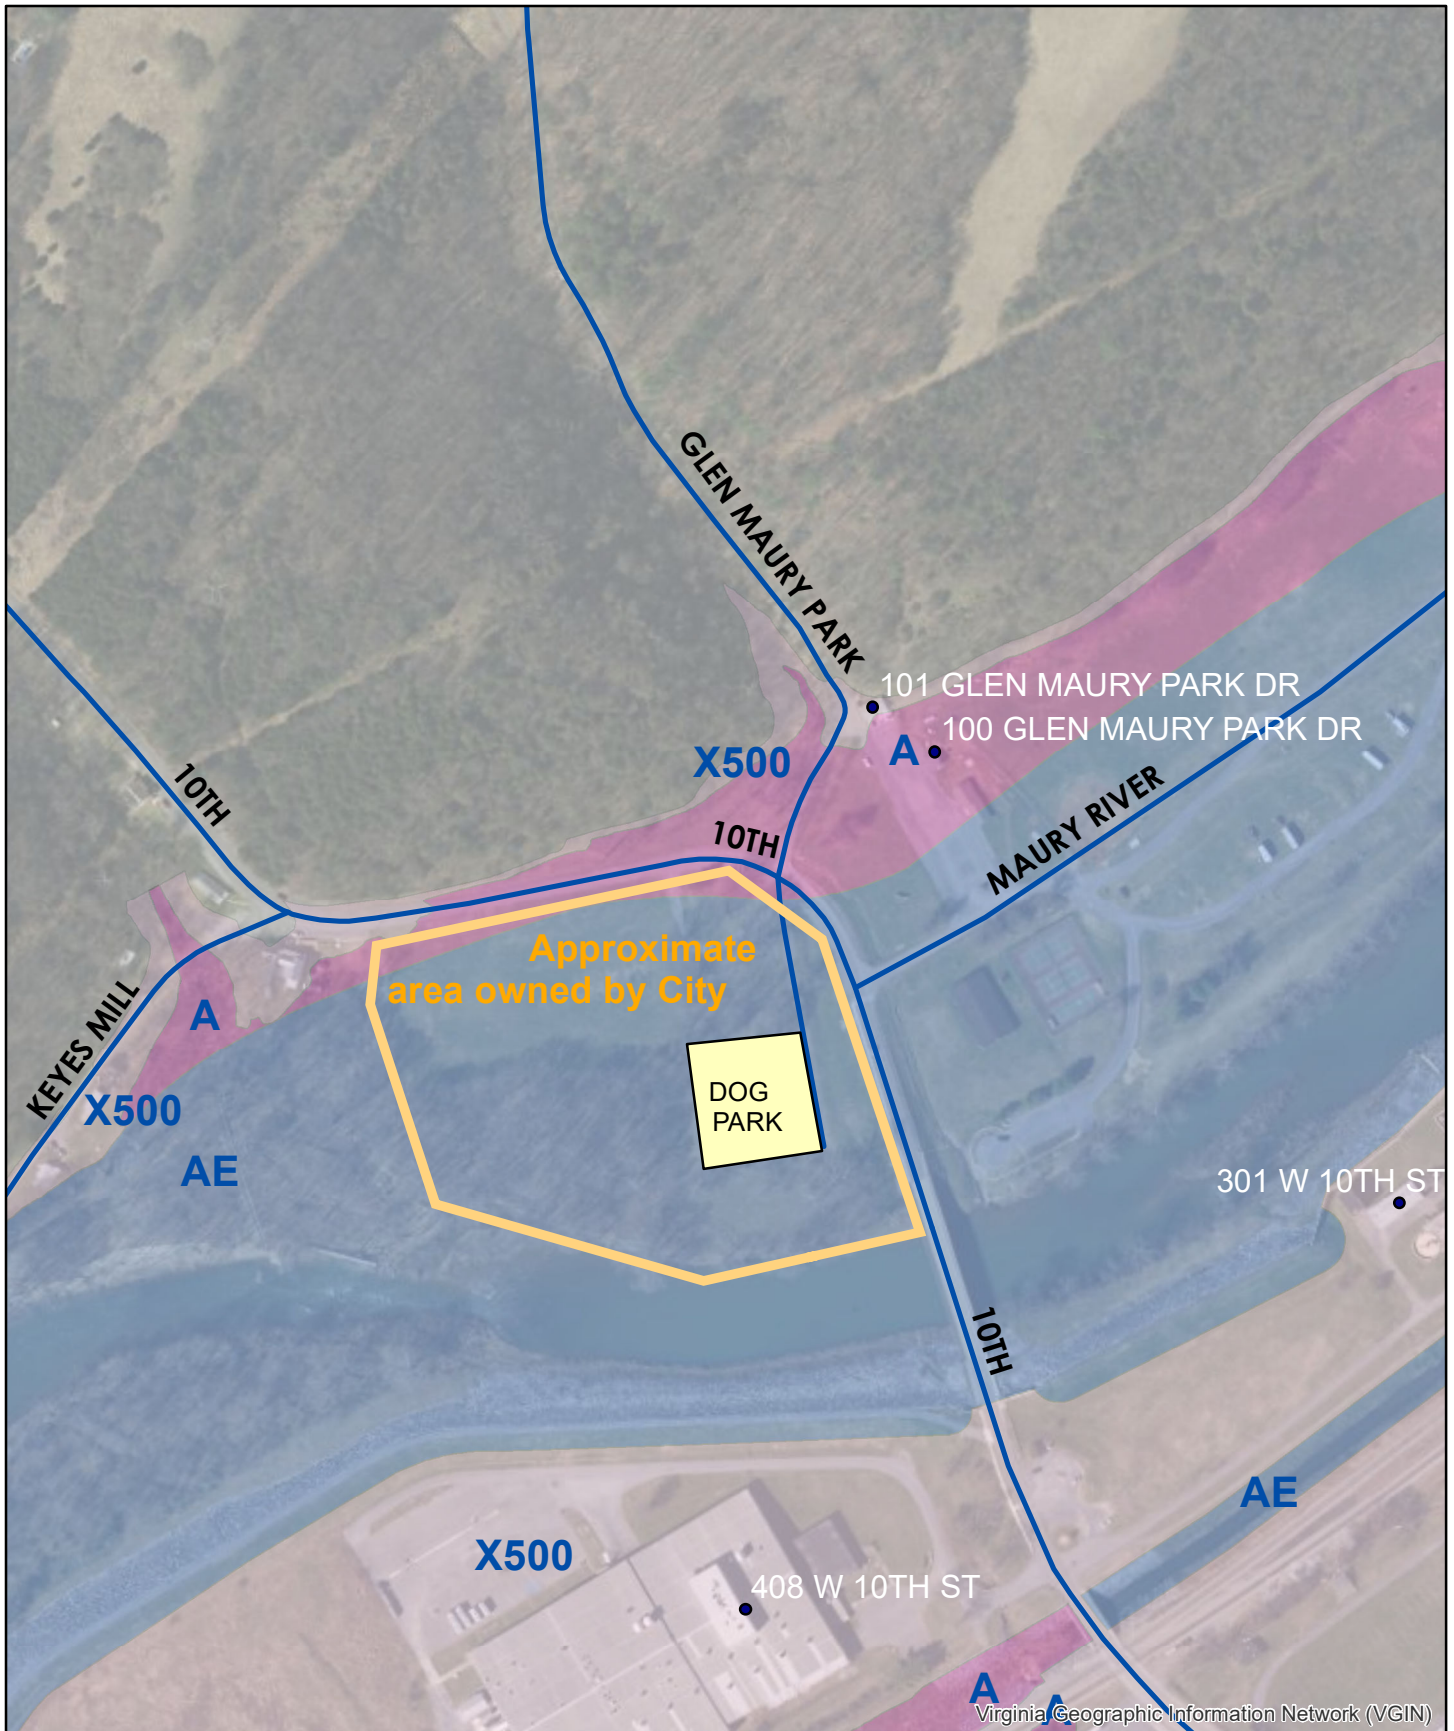 GLEN MAURY PARK
101 GLEN MAURY PARK DR
100 GLEN MAURY PARK DR
A
X500
10TH
10TH
MAURY RIVER
Approximate
area owned by City
KEYES MILL
A
X500
AE
DOG
PARK
301 W 10TH ST
10TH
AE
X500
408 W 10TH ST
A
A
Virginia Geographic Information Network (VGIN)